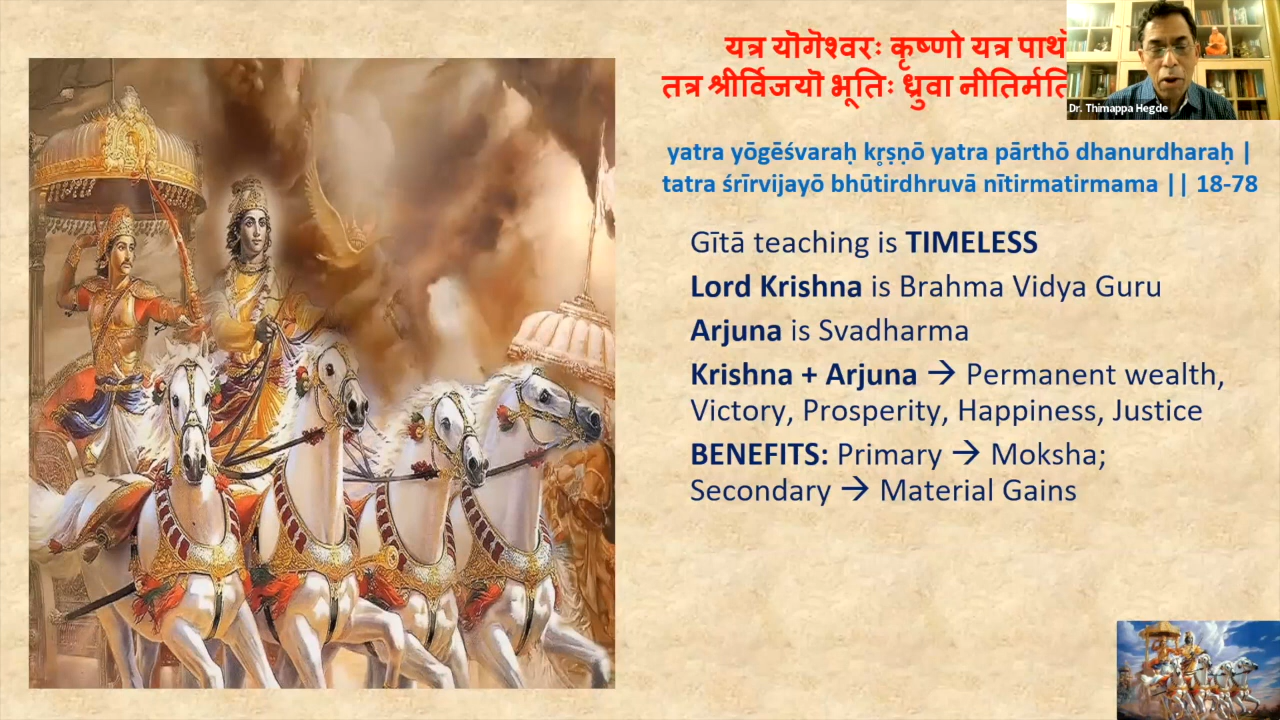 यत्र यॊगॆश्वरः कृष्णो यत्र
तत्र श्रीर्विजयॊ भूतिः ध्रुवा
Dr. Thimappa Hegde
yatra yōgēśvaraḥ kr̥ṣṇō yatra pārthō dhanurdharaḥ |
tatra śrīrvijayō bhūtirdhruvā nītirmatirmama || 18-78
Gītā teaching is TIMELESS
Lord Krishna is Brahma Vidya Guru
Arjuna is Svadharma
Krishna + Arjuna → Permanent wealth,
Victory, Prosperity, Happiness, Justice
BENEFITS: Primary → Moksha;
Secondary → Material Gains